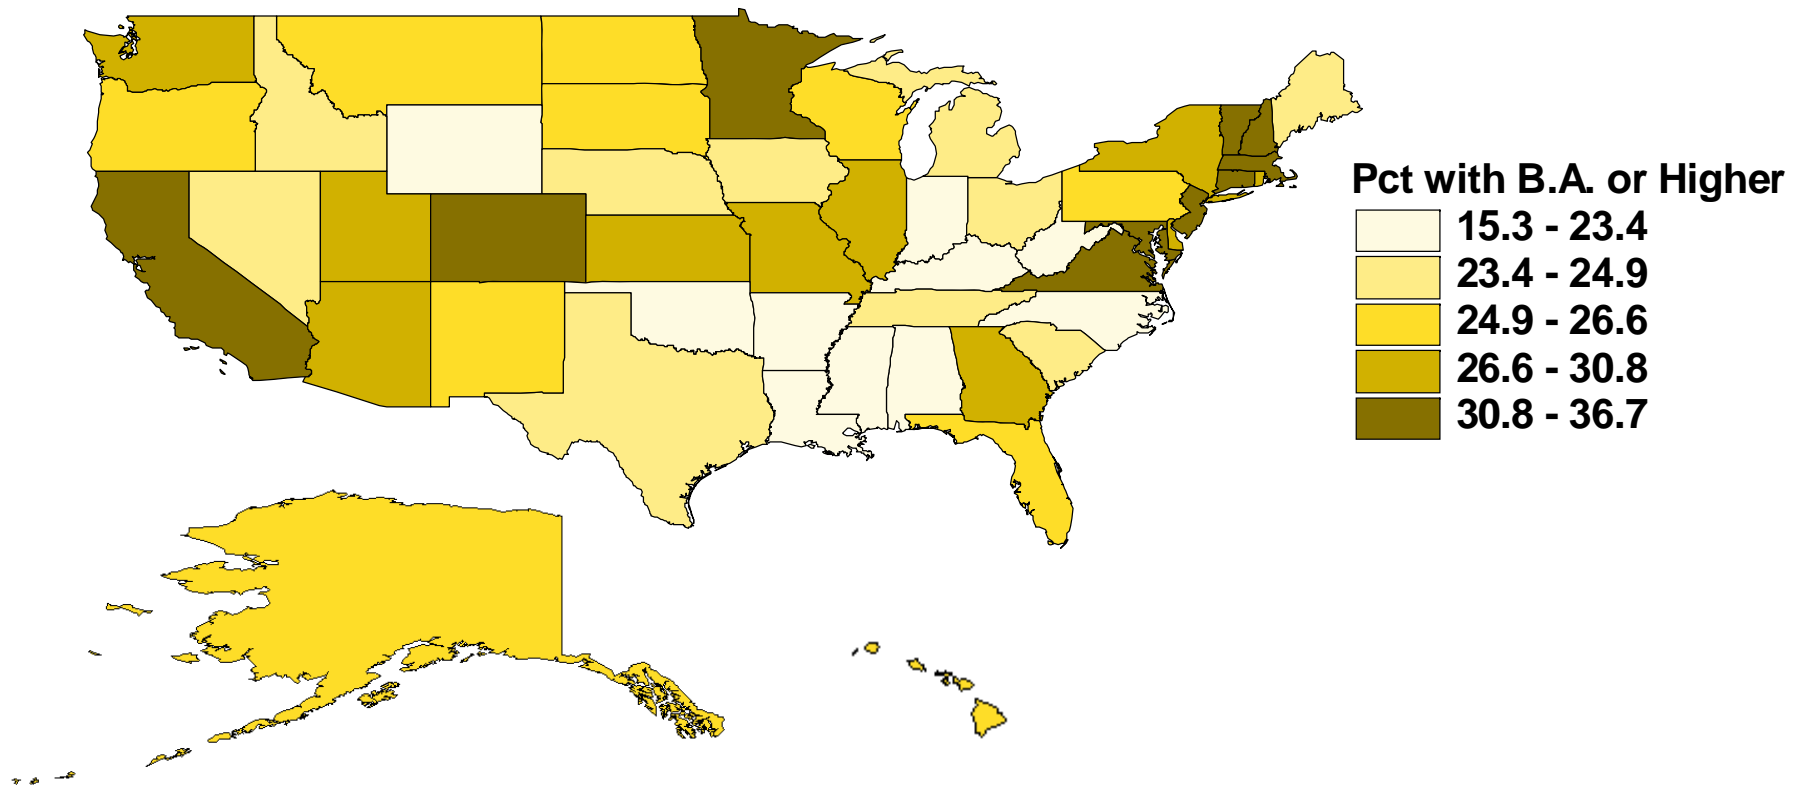 Pct with B.A. or Higher
15.3 - 23.4
23.4 - 24.9
24.9 - 26.6
26.6 - 30.8
30.8 - 36.7